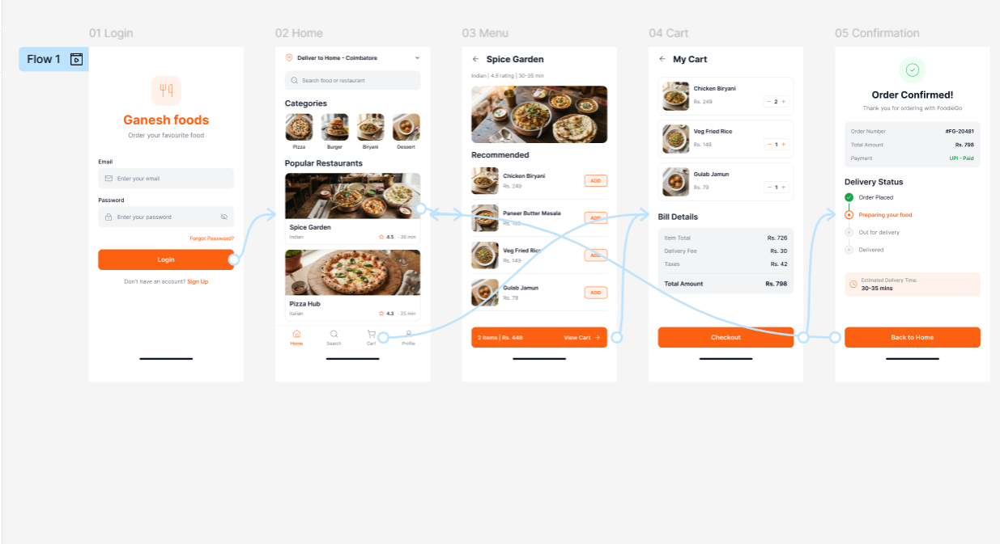 Flow 1
01 Login
Ganesh foods
Order your favourite food
Email
Enter your email
Password
Enter your password
Forgot Password?
Login
Don't have an account? Sign Up
02 Home
Deliver to Home - Coimbatore
Search food or restaurant
Categories
Pizza
Burger
Biryani
Dessert
Popular Restaurants
Spice Garden
Indian
4.5 · 30 min
Pizza Hub
Italian
4.3 · 25 min
Home
Search
Cart
Profile
03 Menu
Spice Garden
Indian | 4.5 rating | 30-35 min
Recommended
Chicken Biryani
Rs. 249
ADD
Paneer Butter Masala
Rs.
ADD
Veg Fried Rice
Rs. 149
ADD
Gulab Jamun
Rs. 79
ADD
2 items | Rs. 448
View Cart
04 Cart
My Cart
Chicken Biryani
Rs. 249
− 2 +
Veg Fried Rice
Rs. 149
− 1 +
Gulab Jamun
Rs. 79
− 1 +
Bill Details
Item Total Rs. 726
Delivery Fee Rs. 30
Taxes Rs. 42
Total Amount Rs. 798
Checkout
05 Confirmation
Order Confirmed!
Thank you for ordering with FoodieGo
Order Number #FG-20481
Total Amount Rs. 798
Payment UPI - Paid
Delivery Status
Order Placed
Preparing your food
Out for delivery
Delivered
Estimated Delivery Time:
30-35 mins
Back to Home